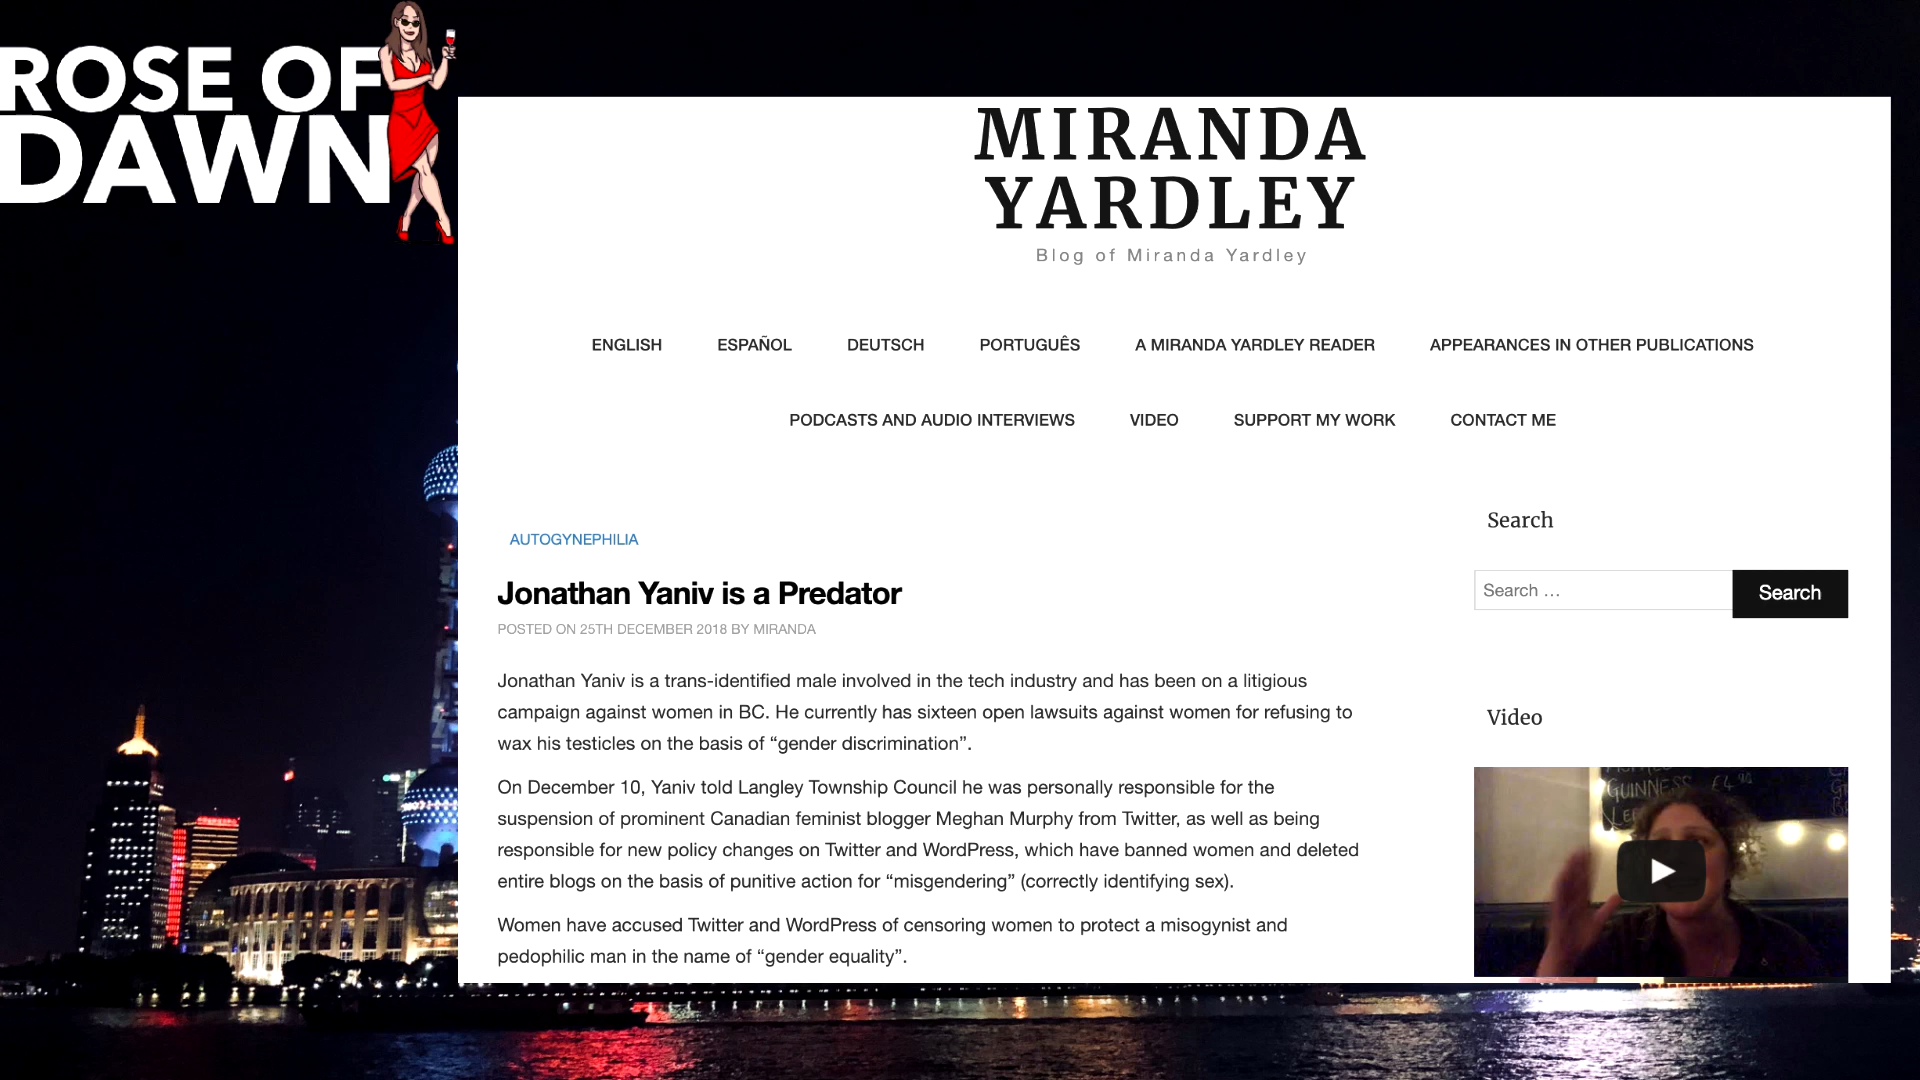 ROSE OF
DAWN
MIRANDA
YARDLEY
Blog of Miranda Yardley
ENGLISH ESPAÑOL DEUTSCH PORTUGUÊS A MIRANDA YARDLEY READER APPEARANCES IN OTHER PUBLICATIONS
PODCASTS AND AUDIO INTERVIEWS VIDEO SUPPORT MY WORK CONTACT ME
AUTOGYNEPHILIA
Jonathan Yaniv is a Predator
POSTED ON 25TH DECEMBER 2018 BY MIRANDA
Jonathan Yaniv is a trans-identified male involved in the tech industry and has been on a litigious
campaign against women in BC. He currently has sixteen open lawsuits against women for refusing to
wax his testicles on the basis of “gender discrimination”.
On December 10, Yaniv told Langley Township Council he was personally responsible for the
suspension of prominent Canadian feminist blogger Meghan Murphy from Twitter, as well as being
responsible for new policy changes on Twitter and WordPress, which have banned women and deleted
entire blogs on the basis of punitive action for “misgendering” (correctly identifying sex).
Women have accused Twitter and WordPress of censoring women to protect a misogynist and
pedophilic man in the name of “gender equality”.
Search
Search …
Search
Video
GUINNESS £4.90